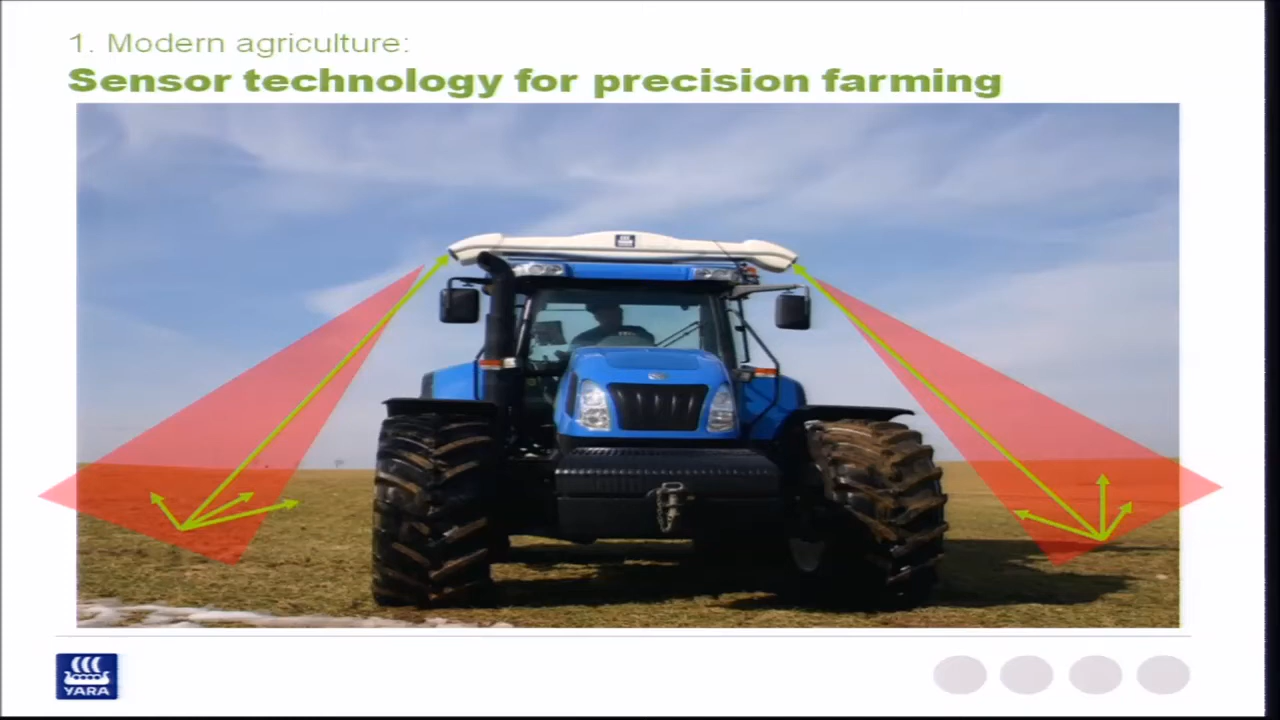 1. Modern agriculture:
Sensor technology for precision farming
YARA